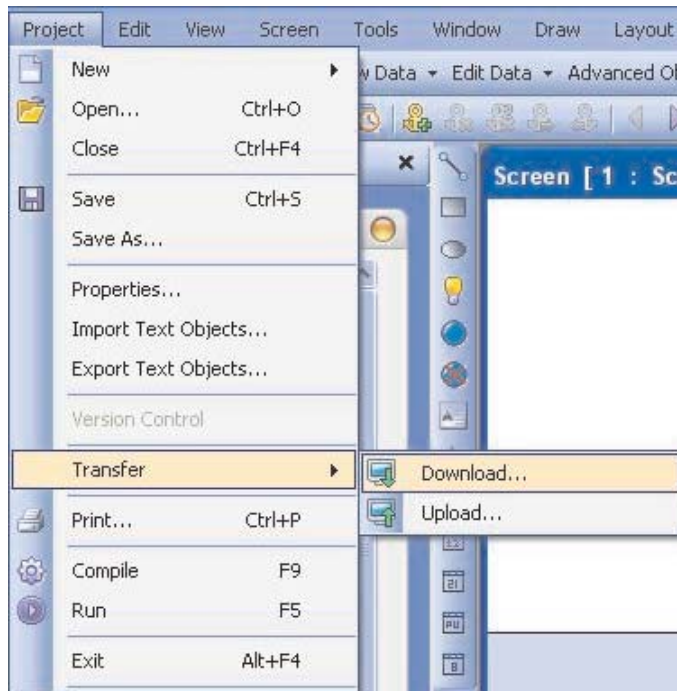 Project Edit View Screen Tools Window Draw Layout
New
w Data Edit Data Advanced Ob
Open... Ctrl+O
Close Ctrl+F4
Screen [ 1 : Sc
Save Ctrl+S
Save As...
Properties...
Import Text Objects...
Export Text Objects...
Version Control
Transfer
Download...
Print... Ctrl+P
Upload...
Compile F9
Run F5
Exit Alt+F4